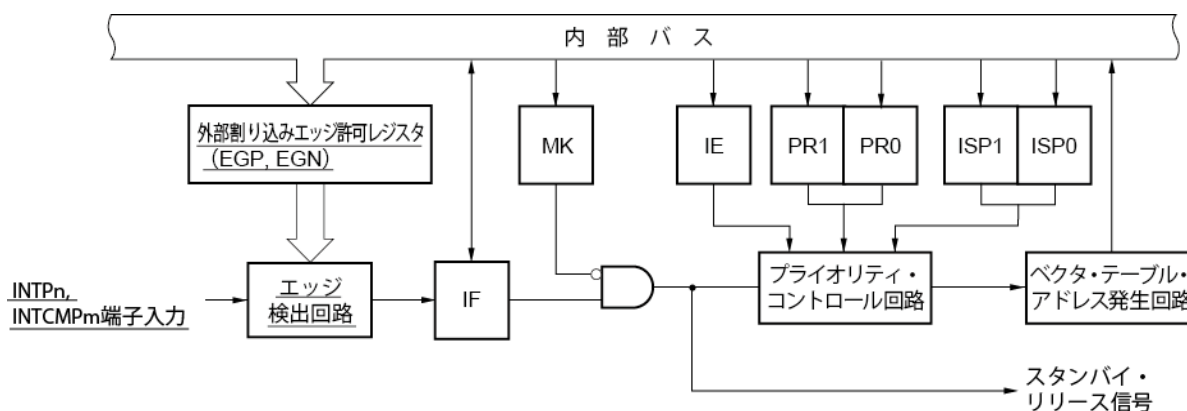 内部バス
外部割り込みエッジ許可レジスタ
(EGP, EGN)
MK
IE
PR1
PR0
ISP1
ISP0
INTPn,
INTCMPm端子入力
エッジ
検出回路
IF
プライオリティ・
コントロール回路
ベクタ・テーブル・
アドレス発生回路
スタンバイ・
リリース信号